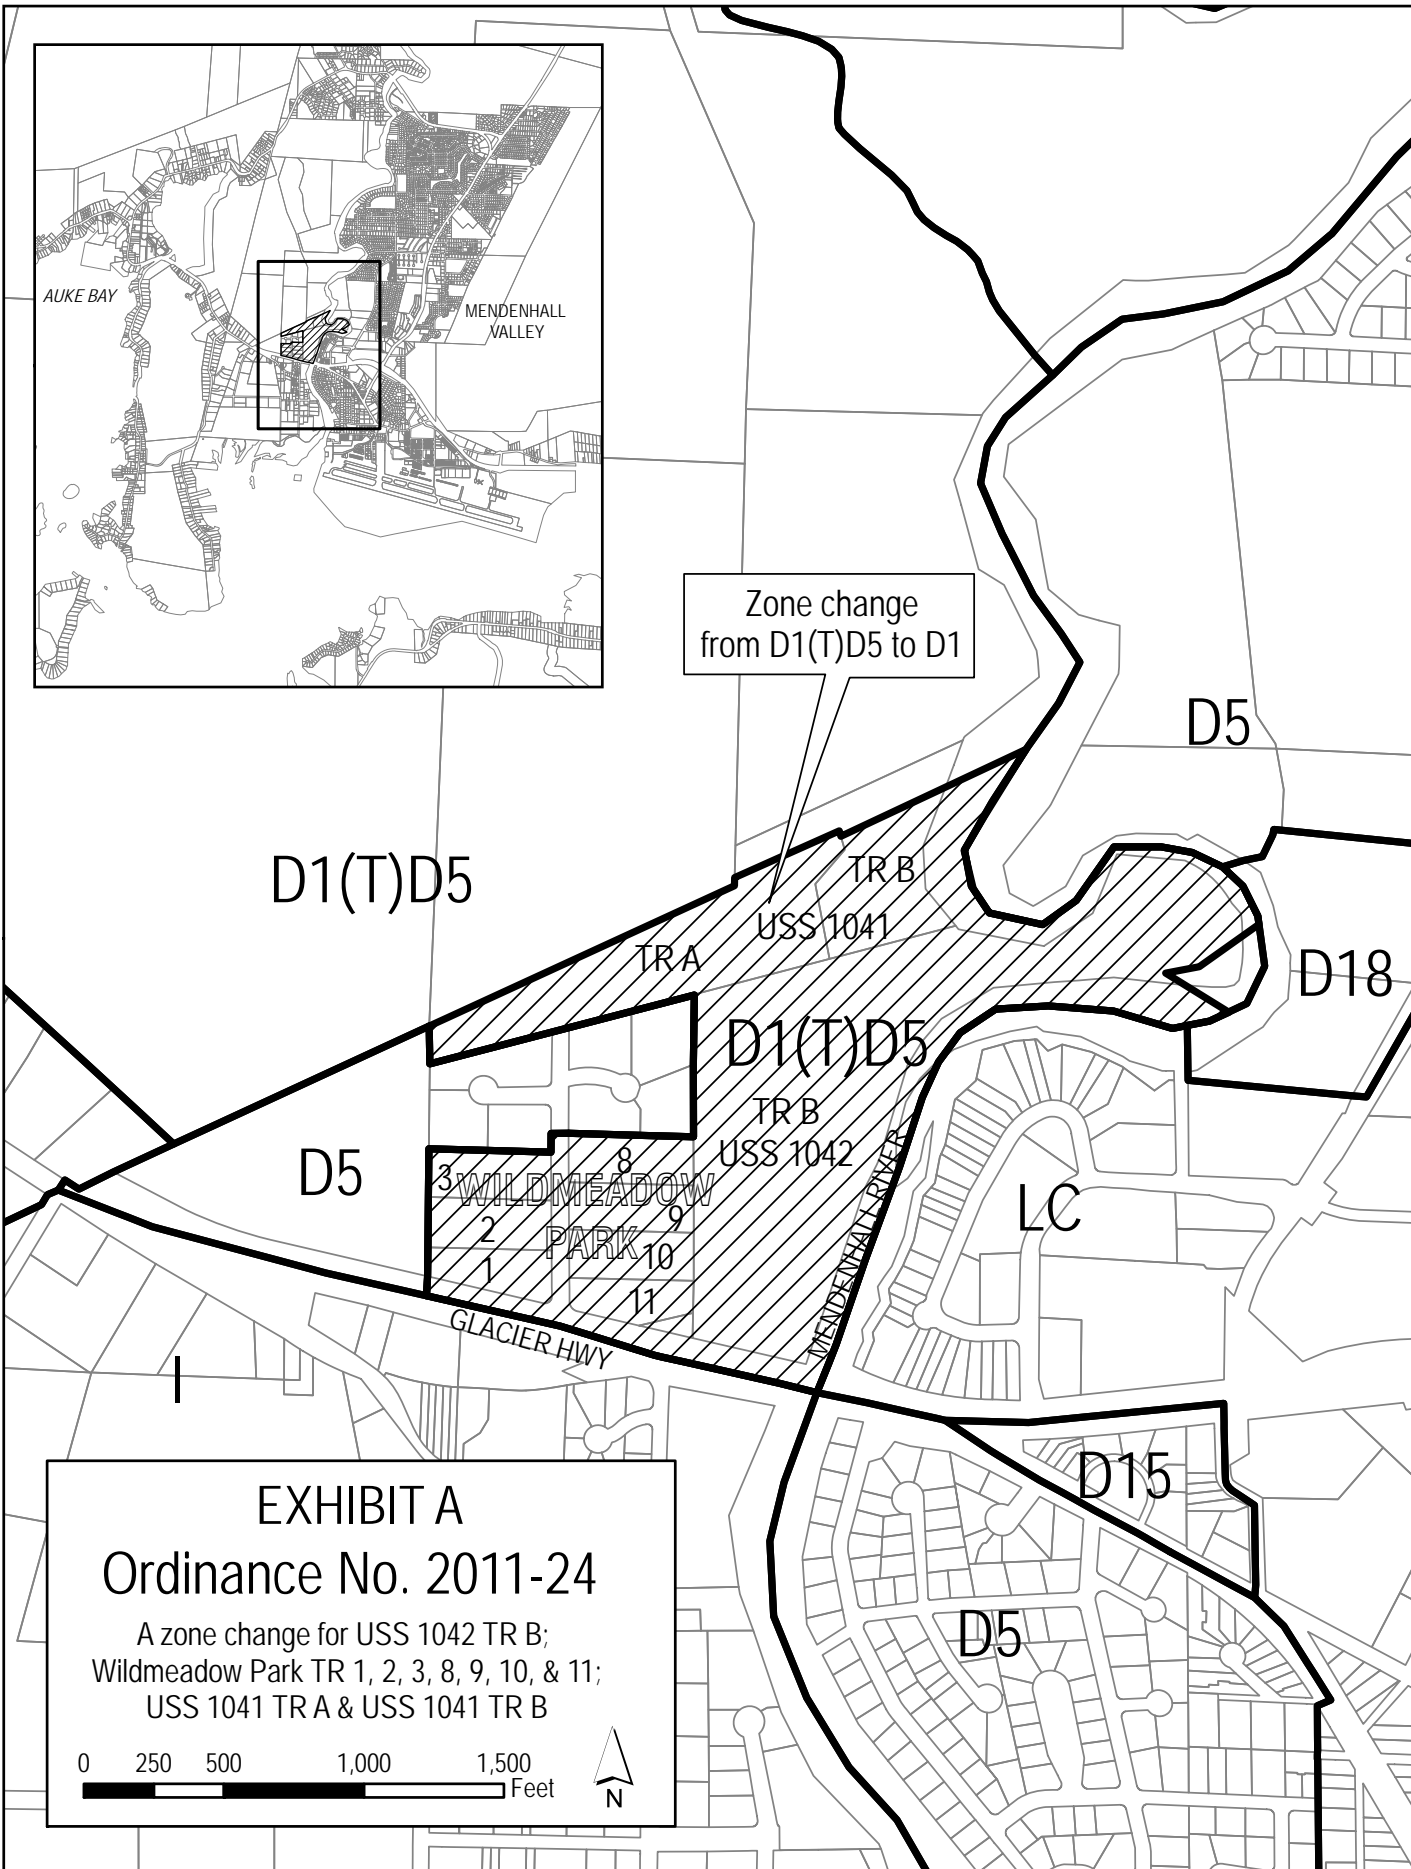 AUKE BAY
MENDENHALL
VALLEY
Zone change
from D1(T)D5 to D1
D5
D1(T)D5
TR B
USS 1041
TR A
D18
D1(T)D5
TR B
USS 1042
D5
3
8
WILDMEADOW
PARK
2
9
1
10
11
MENDENHALL RIVER
LC
GLACIER HWY
I
D15
D5
EXHIBIT A
Ordinance No. 2011-24
A zone change for USS 1042 TR B;
Wildmeadow Park TR 1, 2, 3, 8, 9, 10, & 11;
USS 1041 TR A & USS 1041 TR B
0 250 500 1,000 1,500
Feet
N